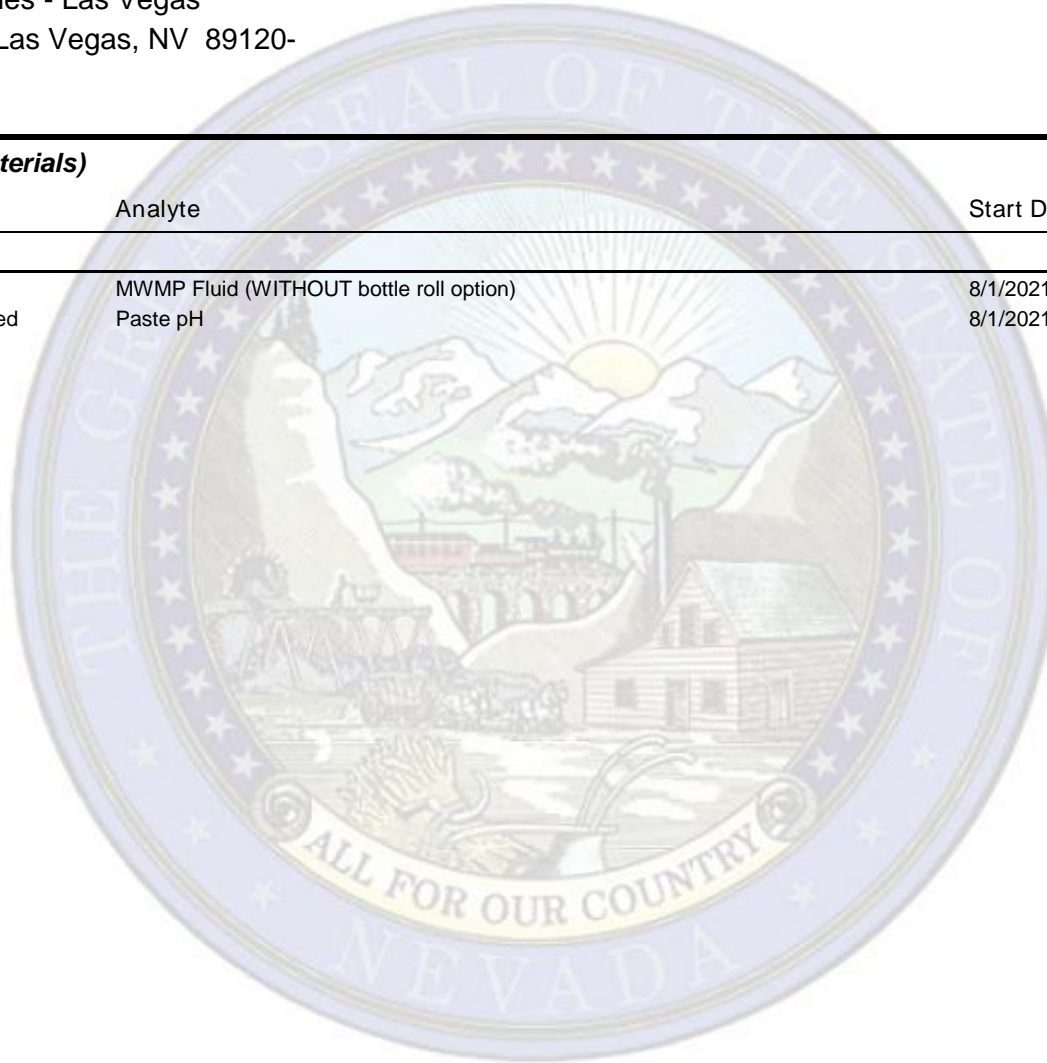 es - Las Vegas
Las Vegas, NV 89120-
terials)
Analyte Start D
MWMP Fluid (WITHOUT bottle roll option) 8/1/2021
ed Paste pH 8/1/2021
THE GREAT SEAL OF THE STATE OF
ALL FOR OUR COUNTRY
NEVADA